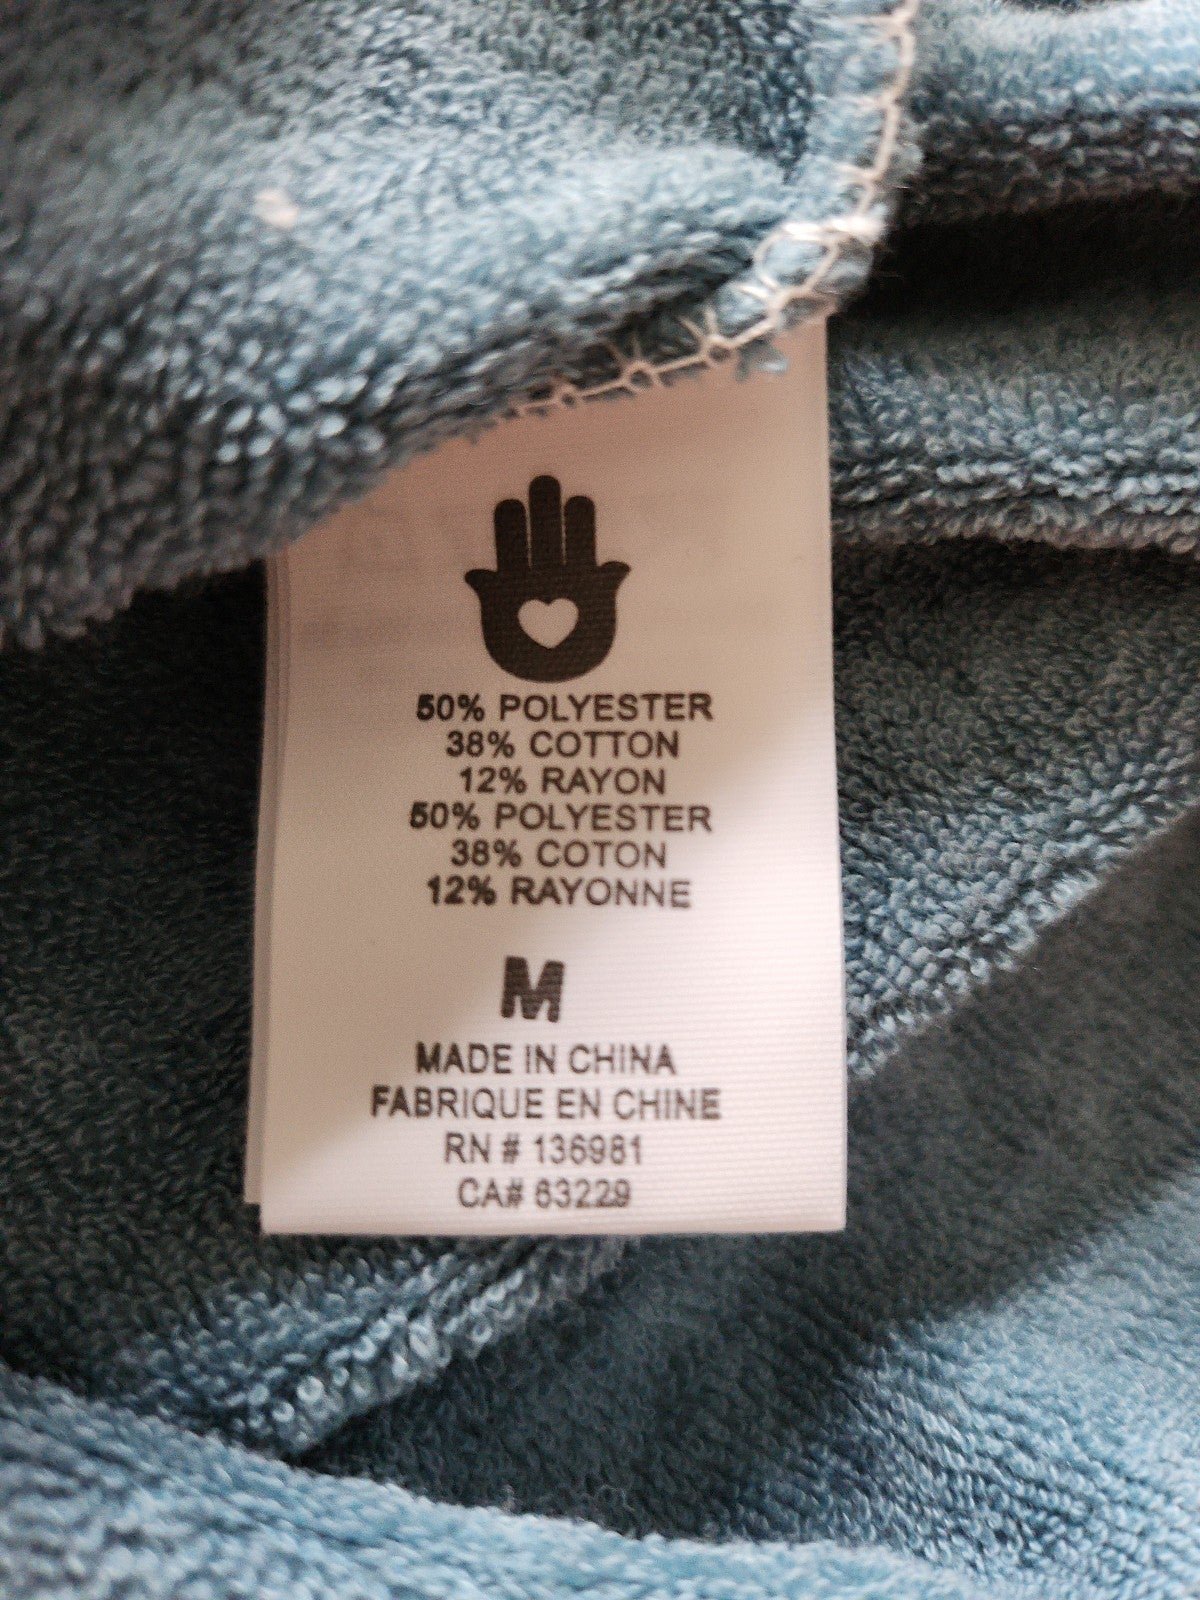 50% POLYESTER
38% COTTON
12% RAYON
50% POLYESTER
38% COTON
12% RAYONNE
M
MADE IN CHINA
FABRIQUE EN CHINE
RN # 136981
CA# 63229